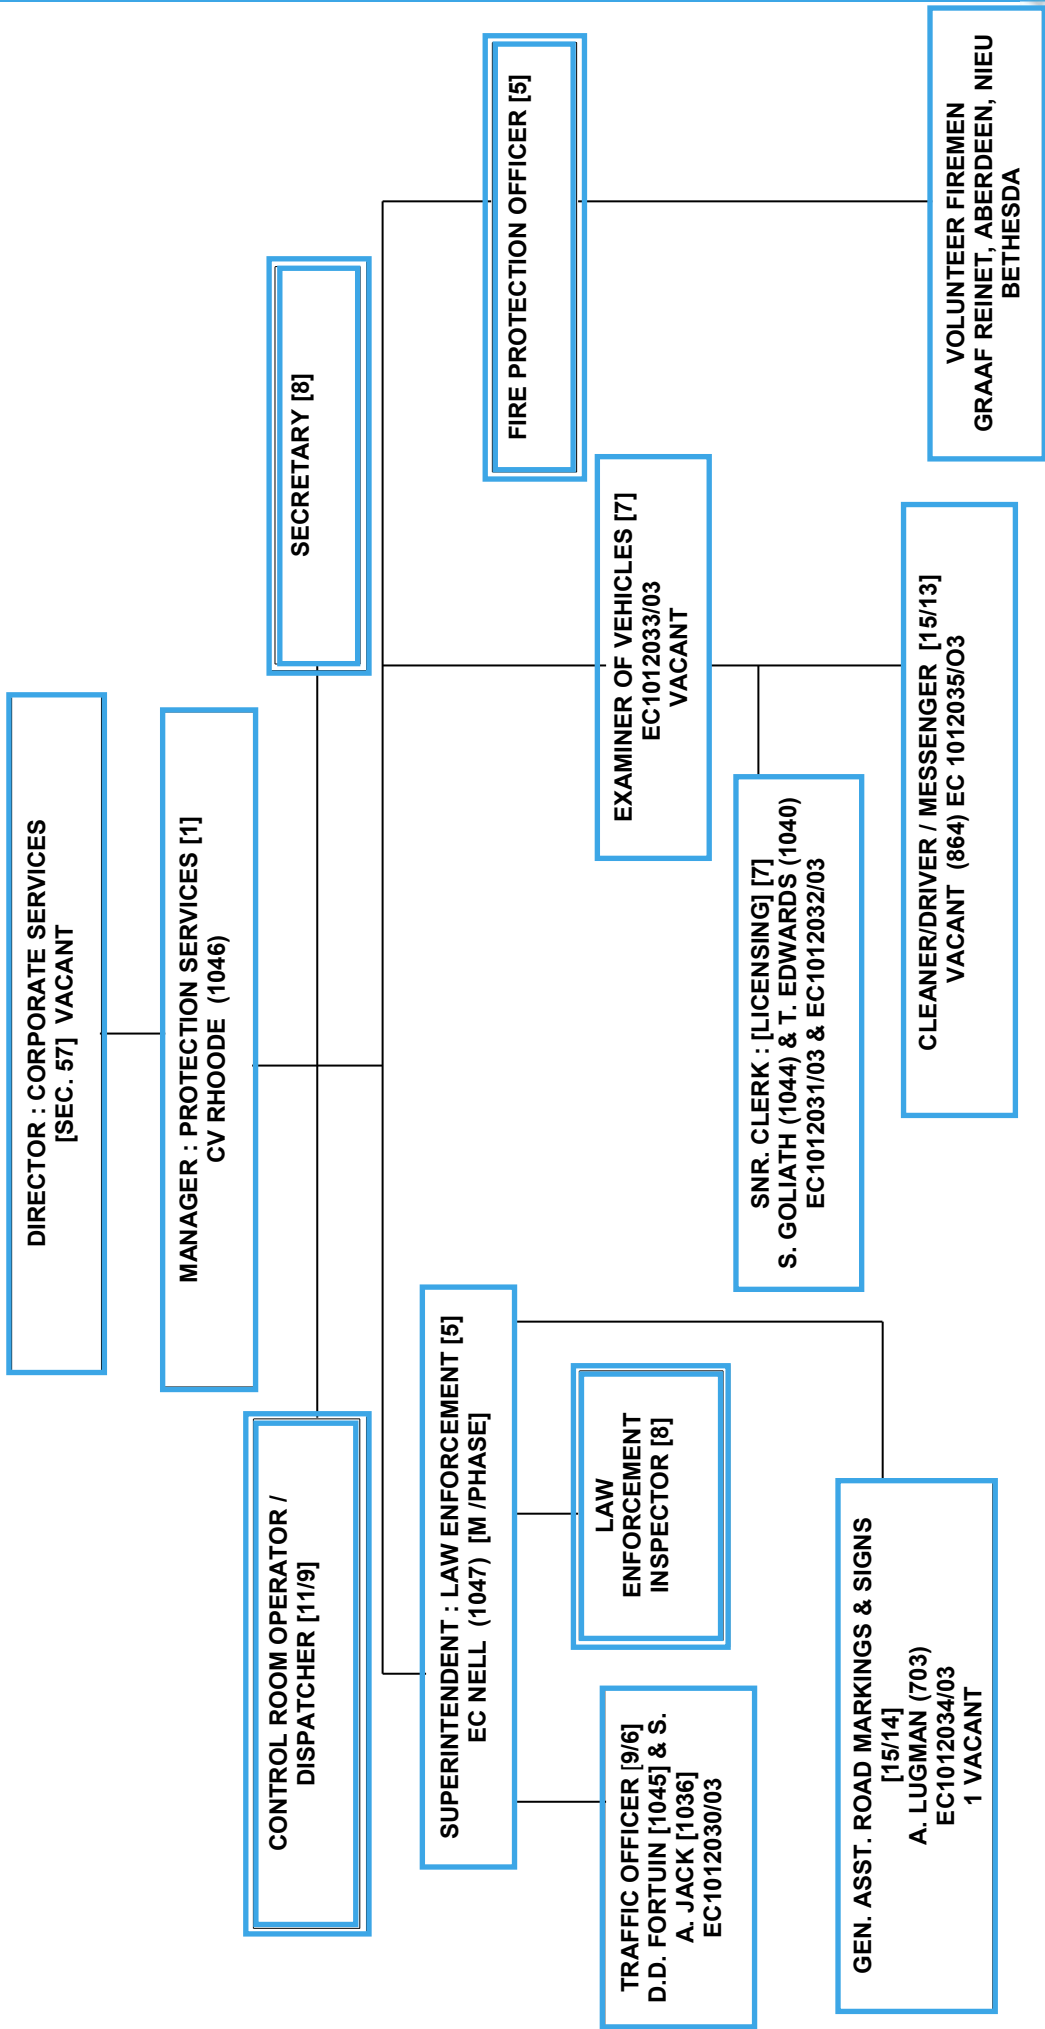 DIRECTOR : CORPORATE SERVICES
[SEC. 57] VACANT
MANAGER : PROTECTION SERVICES [1]
CV RHOODE (1046)
CONTROL ROOM OPERATOR /
DISPATCHER [11/9]
SECRETARY [8]
SUPERINTENDENT : LAW ENFORCEMENT [5]
EC NELL (1047) [M /PHASE]
FIRE PROTECTION OFFICER [5]
TRAFFIC OFFICER [9/6]
D.D. FORTUIN [1045] & S.
A. JACK [1036]
EC1012030/03
LAW
ENFORCEMENT
INSPECTOR [8]
EXAMINER OF VEHICLES [7]
EC1012033/03
VACANT
SNR. CLERK : [LICENSING] [7]
S. GOLIATH (1044) & T. EDWARDS (1040)
EC1012031/03 & EC1012032/03
GEN. ASST. ROAD MARKINGS & SIGNS
[15/14]
A. LUGMAN (703)
EC1012034/03
1 VACANT
CLEANER/DRIVER / MESSENGER [15/13]
VACANT (864) EC 1012035/O3
VOLUNTEER FIREMEN
GRAAF REINET, ABERDEEN, NIEU
BETHESDA